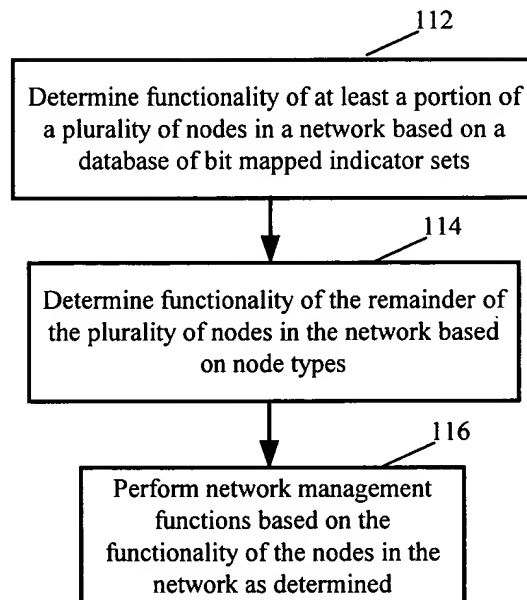 112
Determine functionality of at least a portion of
a plurality of nodes in a network based on a
database of bit mapped indicator sets
114
Determine functionality of the remainder of
the plurality of nodes in the network based
on node types
116
Perform network management
functions based on the
functionality of the nodes in the
network as determined